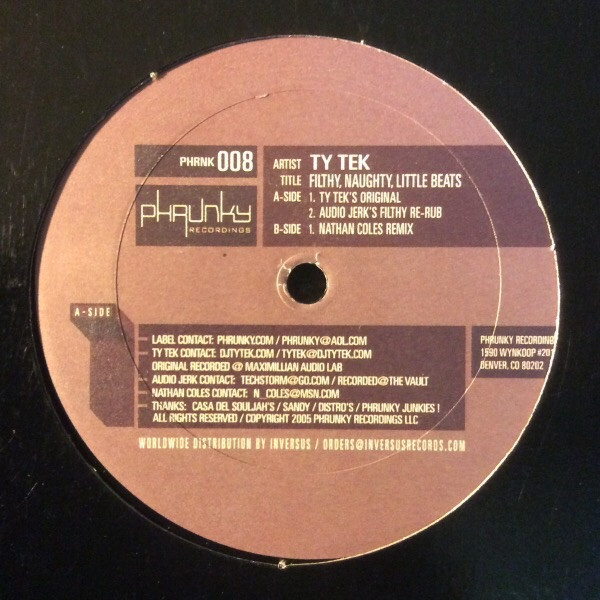 PHRNK 008
PHRUNKY
RECORDINGS
ARTIST TY TEK
TITLE FILTHY, NAUGHTY, LITTLE BEATS
A-SIDE 1. TY TEK'S ORIGINAL
2. AUDIO JERK'S FILTHY RE-RUB
B-SIDE 1. NATHAN COLES REMIX
A-SIDE
LABEL CONTACT: PHRUNKY.COM / PHRUNKY@AOL.COM
TY TEK CONTACT: DJTYTEK.COM / TYTEK@DJTYTEK.COM
ORIGINAL RECORDED @ MAXIMILLIAN AUDIO LAB
AUDIO JERK CONTACT: TECHSTORM@GO.COM / RECORDED@THE VAULT
NATHAN COLES CONTACT: N_COLES@MSN.COM
THANKS: CASA DEL SOULJAH'S / SANDY / DISTRO'S / PHRUNKY JUNKIES !
ALL RIGHTS RESERVED / COPYRIGHT 2005 PHRUNKY RECORDINGS LLC
PHRUNKY RECORDING
1590 WYNKOOP #20
DENVER, CO 80202
WORLDWIDE DISTRIBUTION BY INVERSUS / ORDERS@INVERSUSRECORDS.COM